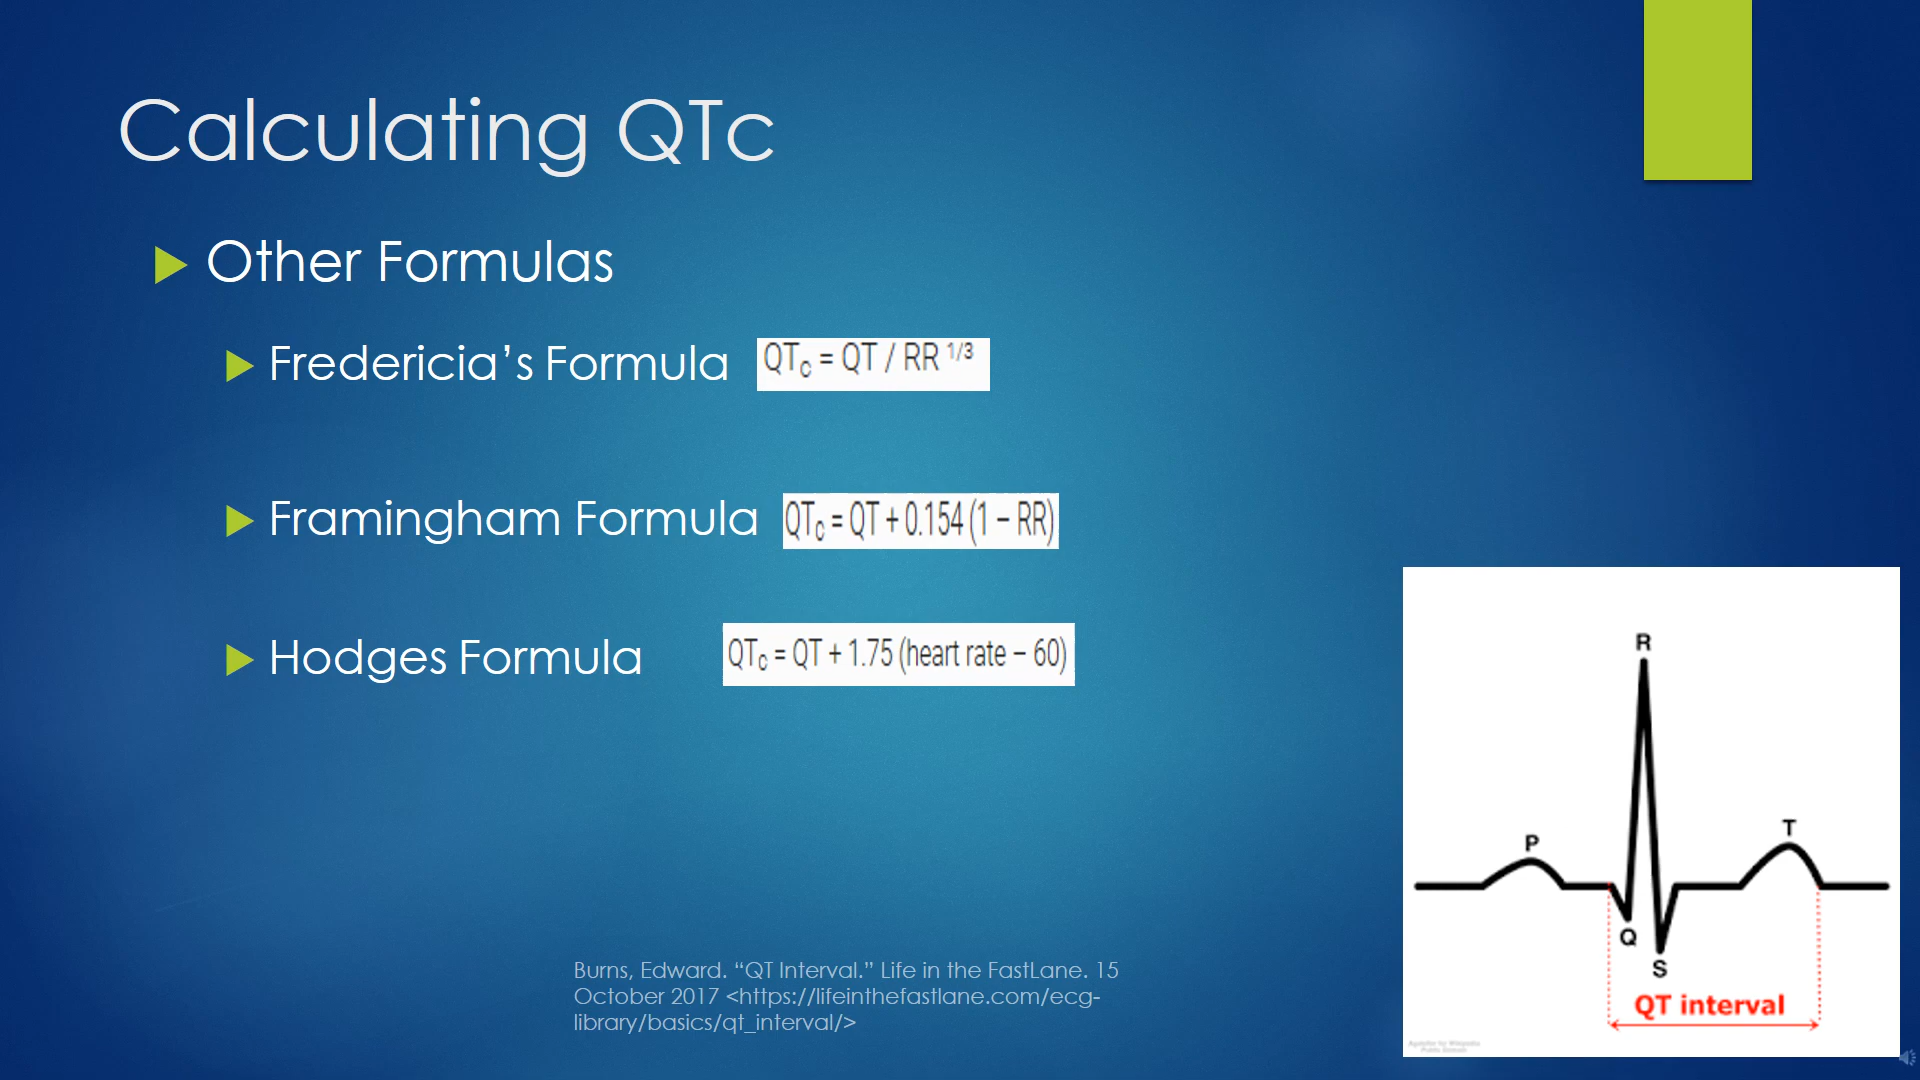 Calculating QTc
Other Formulas
Fredericia’s Formula QTc = QT / RR 1/3
Framingham Formula QTc = QT + 0.154 (1 – RR)
Hodges Formula QTc = QT + 1.75 (heart rate – 60)
R
P
T
Q
S
QT interval
Burns, Edward. “QT Interval.” Life in the FastLane. 15
October 2017 <https://lifeinthefastlane.com/ecg-
library/basics/qt_interval/>